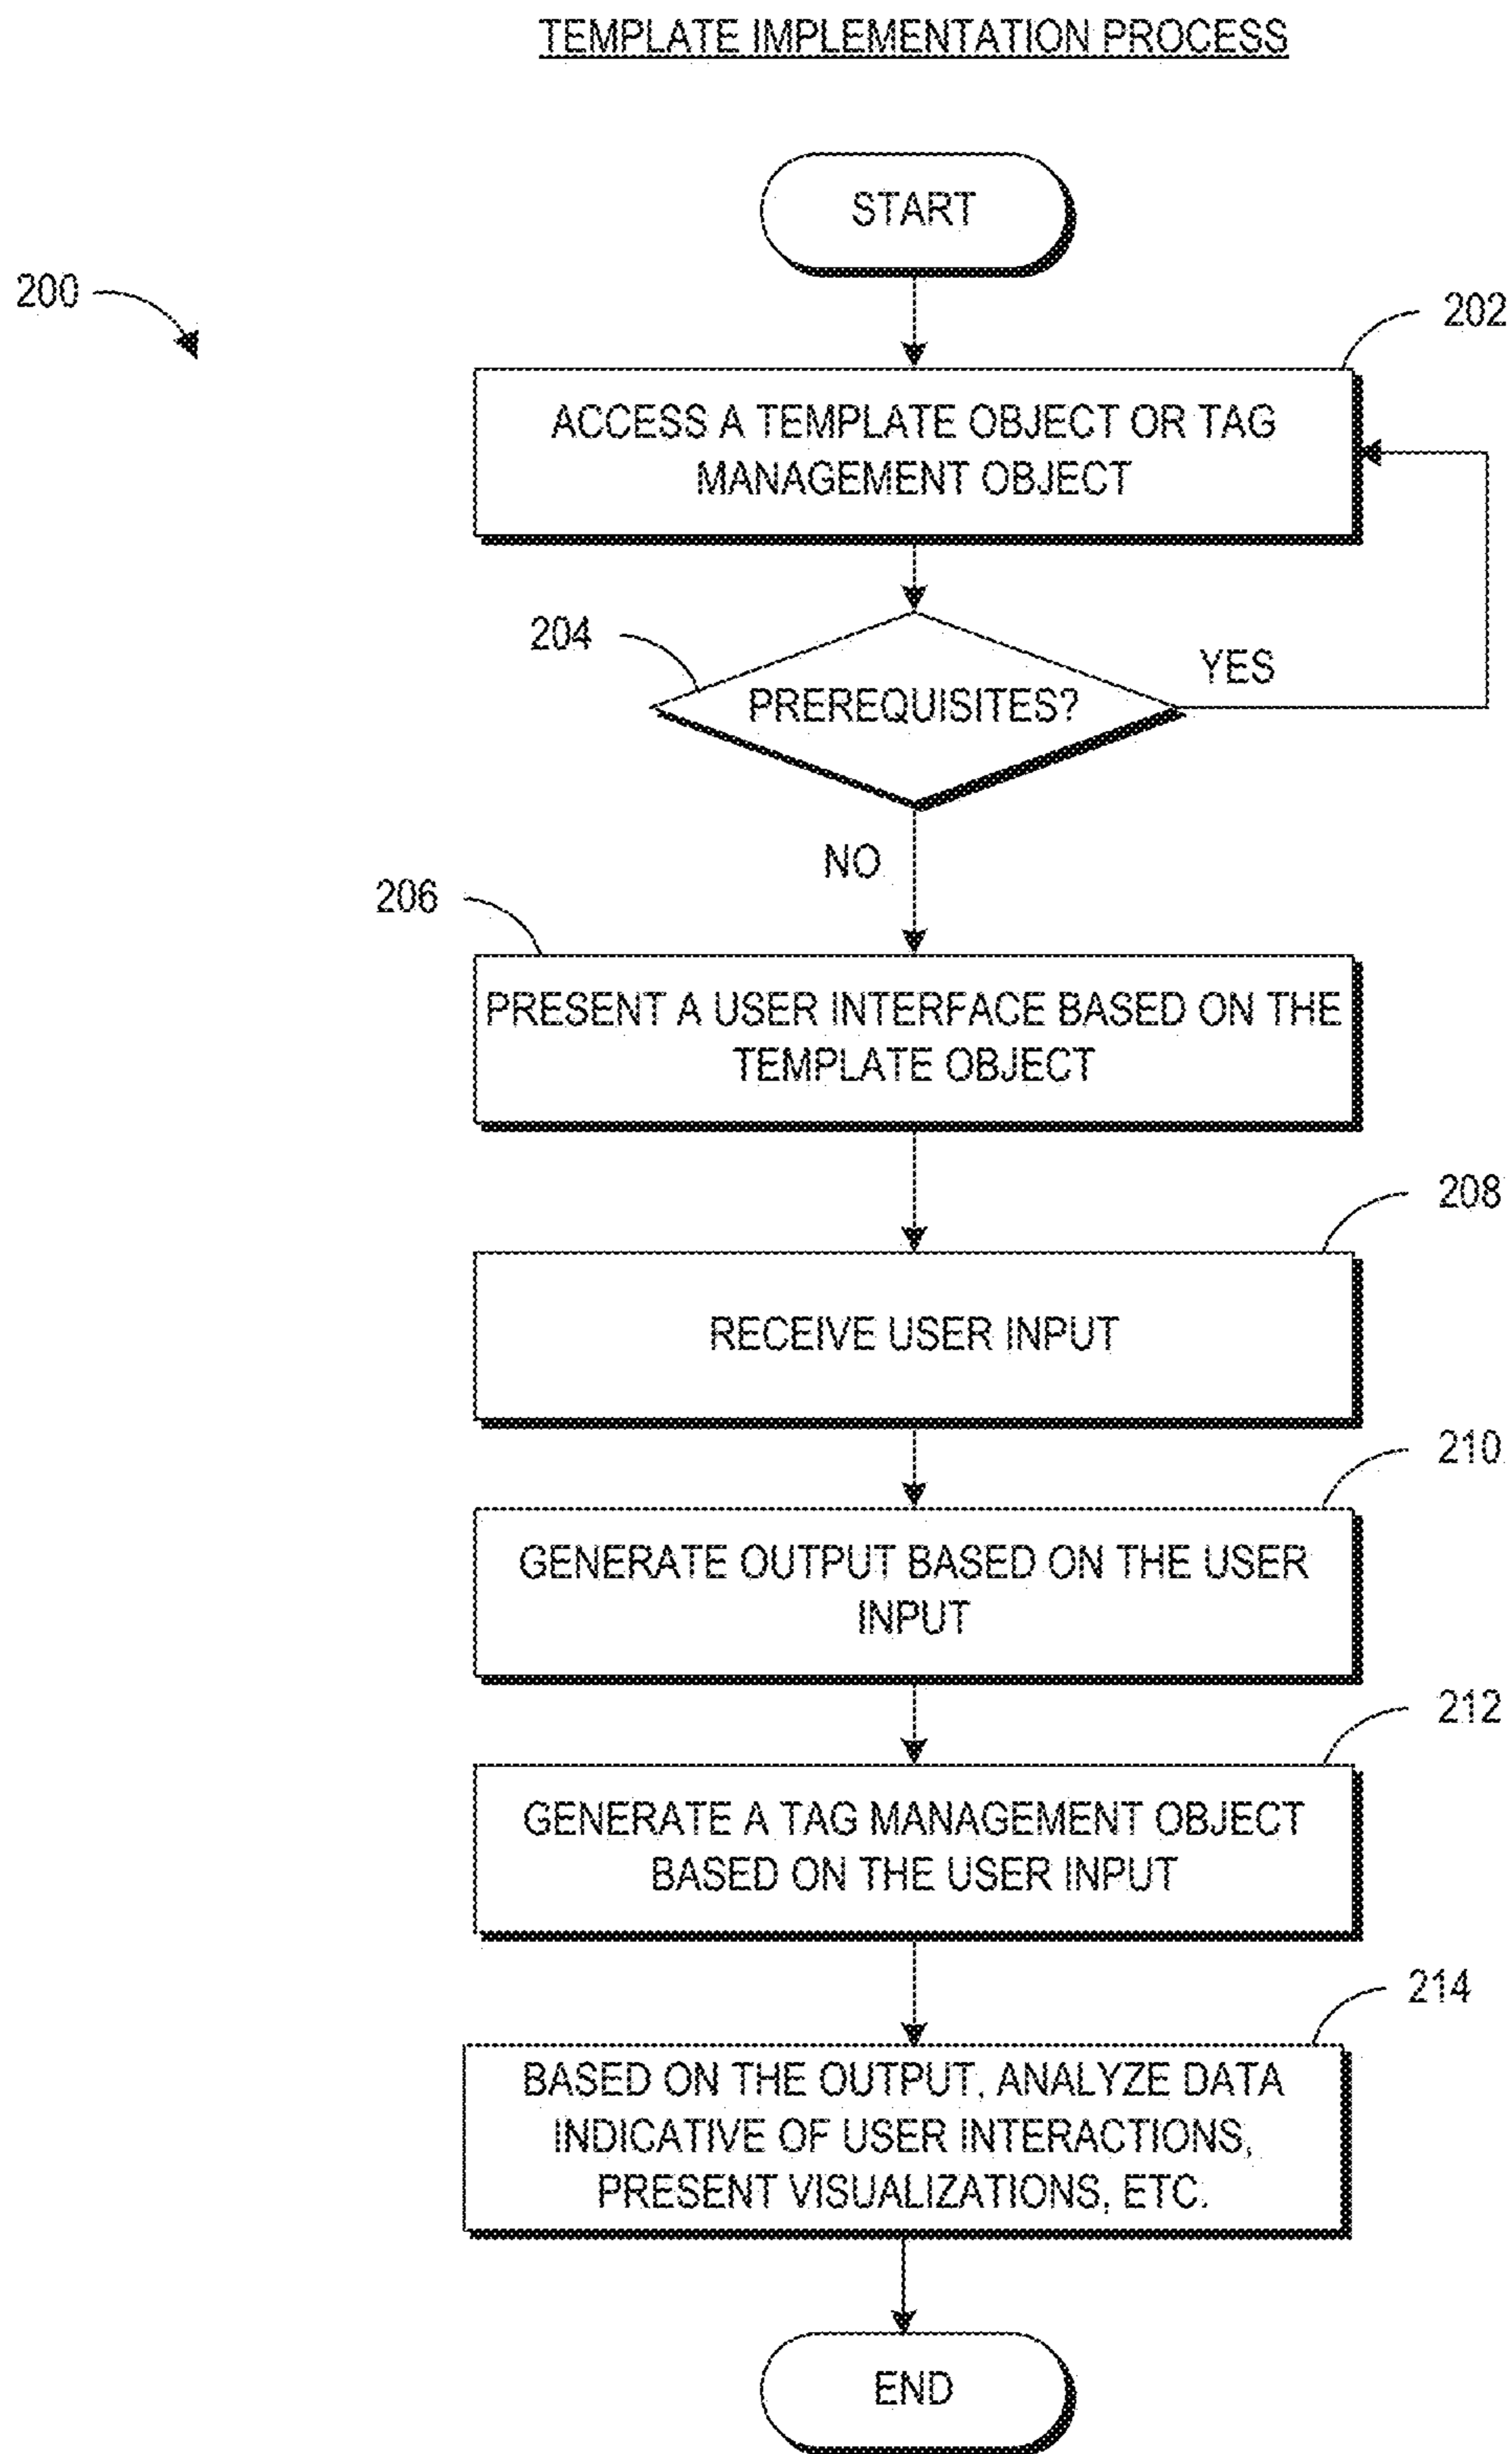 TEMPLATE IMPLEMENTATION PROCESS
START
200
202
ACCESS A TEMPLATE OBJECT OR TAG
MANAGEMENT OBJECT
204
PREREQUISITES?
YES
NO
206
PRESENT A USER INTERFACE BASED ON THE
TEMPLATE OBJECT
208
RECEIVE USER INPUT
210
GENERATE OUTPUT BASED ON THE USER
INPUT
212
GENERATE A TAG MANAGEMENT OBJECT
BASED ON THE USER INPUT
214
BASED ON THE OUTPUT, ANALYZE DATA
INDICATIVE OF USER INTERACTIONS,
PRESENT VISUALIZATIONS, ETC.
END